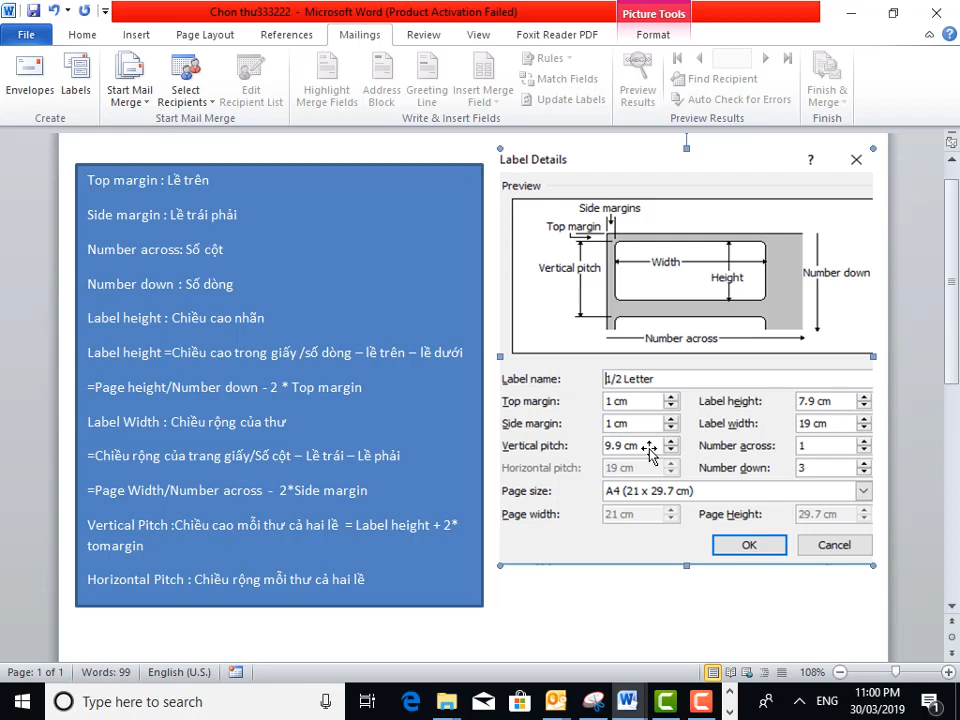 Chon thu333222 - Microsoft Word (Product Activation Failed)
Picture Tools
File Home Insert Page Layout References Mailings Review View Foxit Reader PDF Format
Envelopes Labels Start Mail Merge Select Recipients Edit Recipient List Highlight Merge Fields Address Block Greeting Line Insert Merge Field Rules Match Fields Update Labels Preview Results Find Recipient Auto Check for Errors Finish & Merge
Create Start Mail Merge Write & Insert Fields Preview Results Finish
Top margin : Lề trên
Side margin : Lề trái phải
Number across: Số cột
Number down : Số dòng
Label height : Chiều cao nhãn
Label height =Chiều cao trong giấy /số dòng – lề trên – lề dưới
=Page height/Number down - 2 * Top margin
Label Width : Chiều rộng của thư
=Chiều rộng của trang giấy/Số cột – Lề trái – Lề phải
=Page Width/Number across - 2*Side margin
Vertical Pitch :Chiều cao mỗi thư cả hai lề = Label height + 2*
tomargin
Horizontal Pitch : Chiều rộng mỗi thư cả hai lề
Label Details ?
Preview
Side margins
Top margin
Vertical pitch Width Height Number down
Number across
Label name: 1/2 Letter
Top margin: 1 cm Label height: 7.9 cm
Side margin: 1 cm Label width: 19 cm
Vertical pitch: 9.9 cm Number across: 1
Horizontal pitch: 19 cm Number down: 3
Page size: A4 (21 x 29.7 cm)
Page width: 21 cm Page Height: 29.7 cm
OK Cancel
Page: 1 of 1 Words: 99 English (U.S.) 108%
Type here to search ENG 11:00 PM
30/03/2019
1